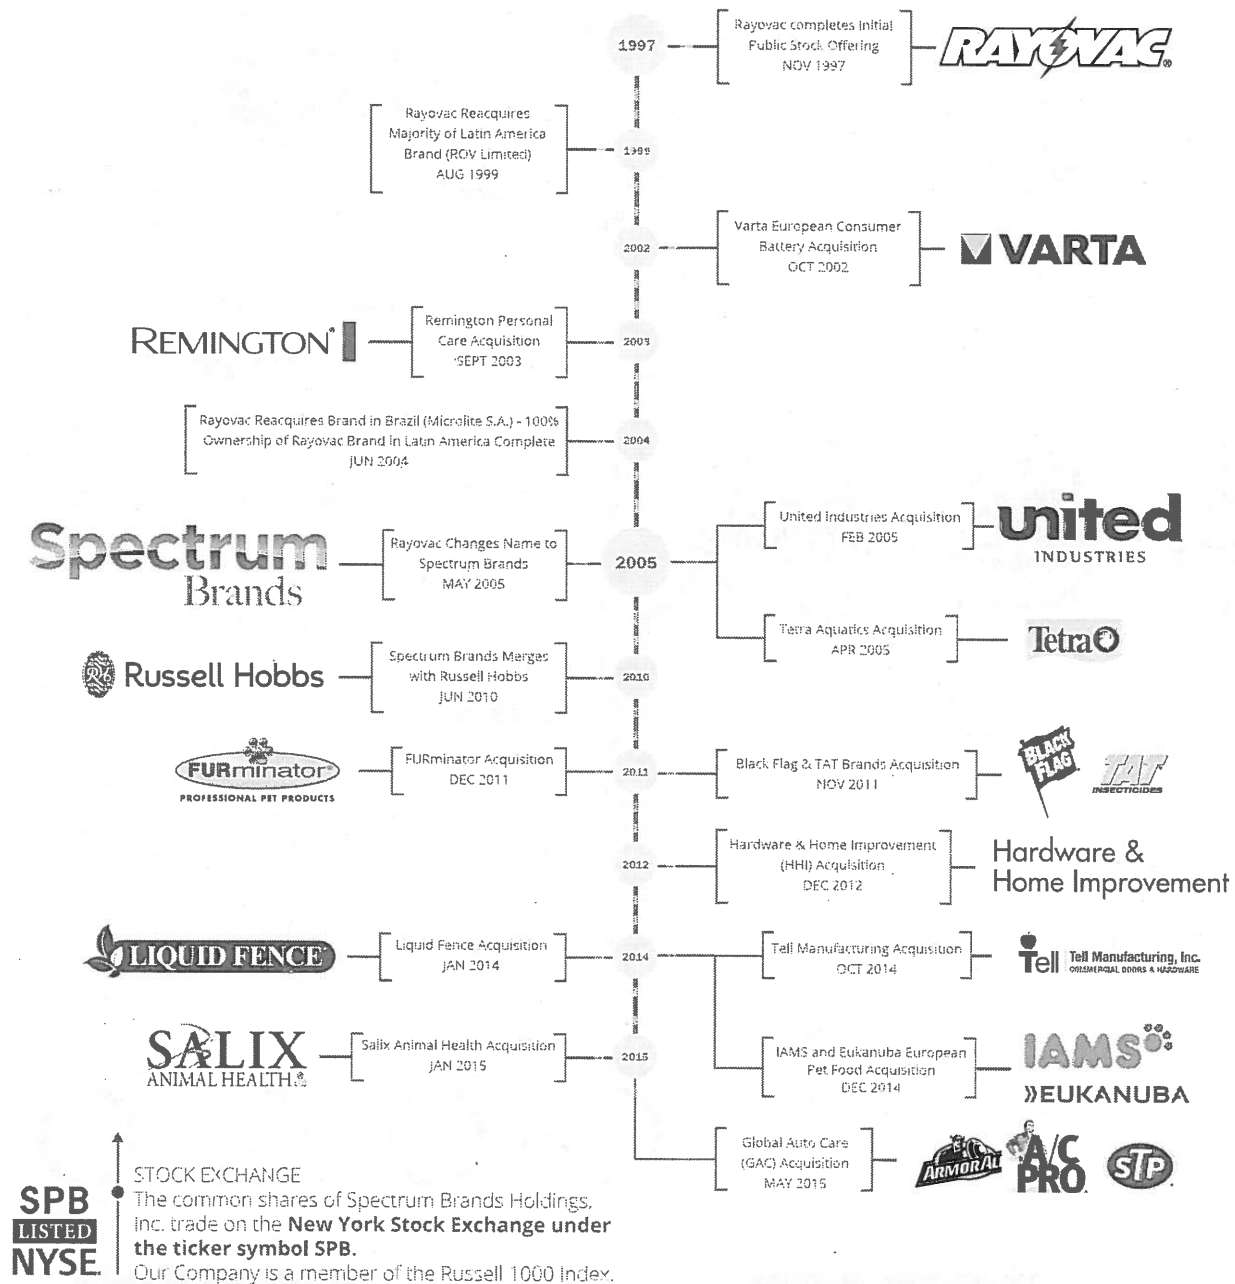 1997
Rayovac completes Initial
Public Stock Offering
NOV 1997
RAYOVAC®
Rayovac Reacquires
Majority of Latin America
Brand (ROV Limited)
AUG 1999
1999
2002
Varta European Consumer
Battery Acquisition
OCT 2002
VARTA
REMINGTON®
Remington Personal
Care Acquisition
SEPT 2003
2003
Rayovac Reacquires Brand in Brazil (Microlite S.A.) - 100%
Ownership of Rayovac Brand in Latin America Complete
JUN 2004
2004
Spectrum
Brands
Rayovac Changes Name to
Spectrum Brands
MAY 2005
2005
United Industries Acquisition
FEB 2005
united
INDUSTRIES
Tetra Aquatics Acquisition
APR 2005
Tetra
RH Russell Hobbs
Spectrum Brands Merges
with Russell Hobbs
JUN 2010
2010
FURminator®
PROFESSIONAL PET PRODUCTS
FURminator Acquisition
DEC 2011
2011
Black Flag & TAT Brands Acquisition
NOV 2011
BLACK
FLAG
TAT
INSECTICIDES
2012
Hardware & Home Improvement
(HHI) Acquisition
DEC 2012
Hardware &
Home Improvement
LIQUID FENCE
Liquid Fence Acquisition
JAN 2014
2014
Tell Manufacturing Acquisition
OCT 2014
Tell Tell Manufacturing, Inc.
COMMERCIAL DOORS & HARDWARE
SALIX
ANIMAL HEALTH
Salix Animal Health Acquisition
JAN 2015
2015
IAMS and Eukanuba European
Pet Food Acquisition
DEC 2014
IAMS
EUKANUBA
Global Auto Care
(GAC) Acquisition
MAY 2015
ARMOR ALL
A/C
PRO
STP
SPB
LISTED
NYSE
STOCK EXCHANGE
The common shares of Spectrum Brands Holdings,
Inc. trade on the New York Stock Exchange under
the ticker symbol SPB.
Our Company is a member of the Russell 1000 Index.